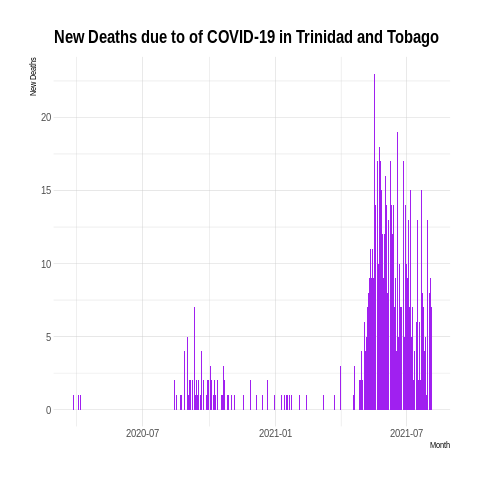 New Deaths due to of COVID-19 in Trinidad and Tobago
New Deaths
20
15
10
5
0
2020-07 2021-01 2021-07
Month